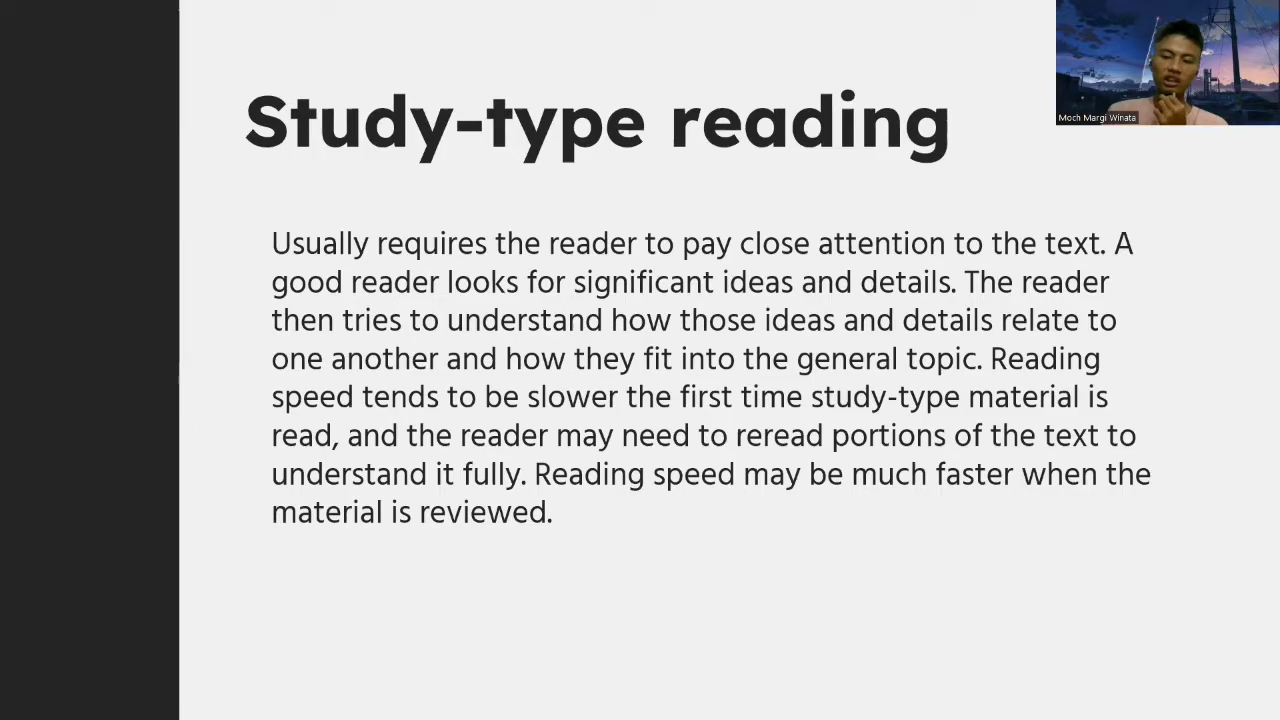 Study-type reading
Moch Margi Winata
Usually requires the reader to pay close attention to the text. A
good reader looks for significant ideas and details. The reader
then tries to understand how those ideas and details relate to
one another and how they fit into the general topic. Reading
speed tends to be slower the first time study-type material is
read, and the reader may need to reread portions of the text to
understand it fully. Reading speed may be much faster when the
material is reviewed.